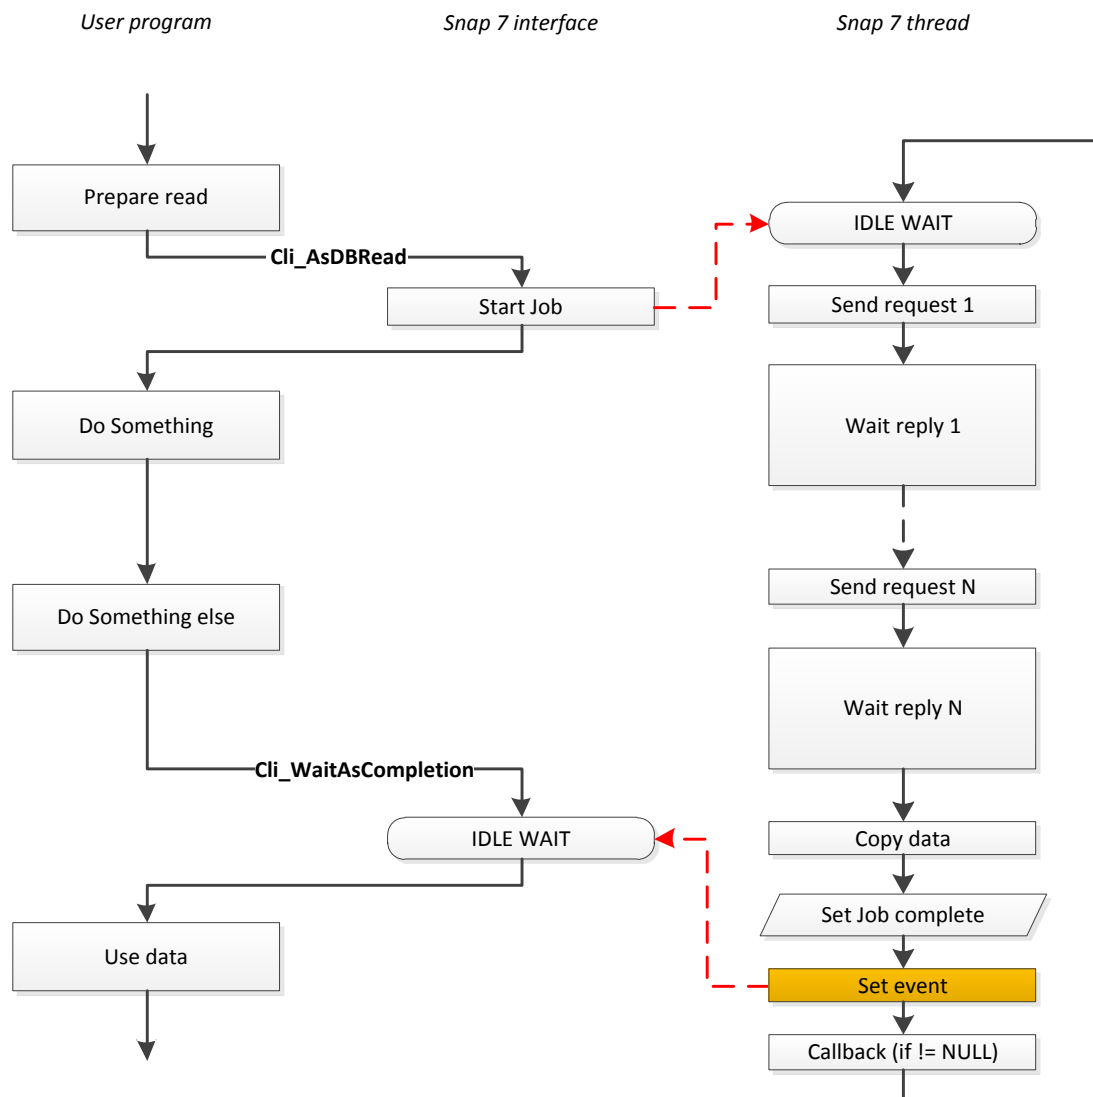 User program
Snap 7 interface
Snap 7 thread
Prepare read
IDLE WAIT
Cli_AsDBRead
Start Job
Send request 1
Do Something
Wait reply 1
Send request N
Do Something else
Wait reply N
Cli_WaitAsCompletion
IDLE WAIT
Copy data
Set Job complete
Use data
Set event
Callback (if != NULL)